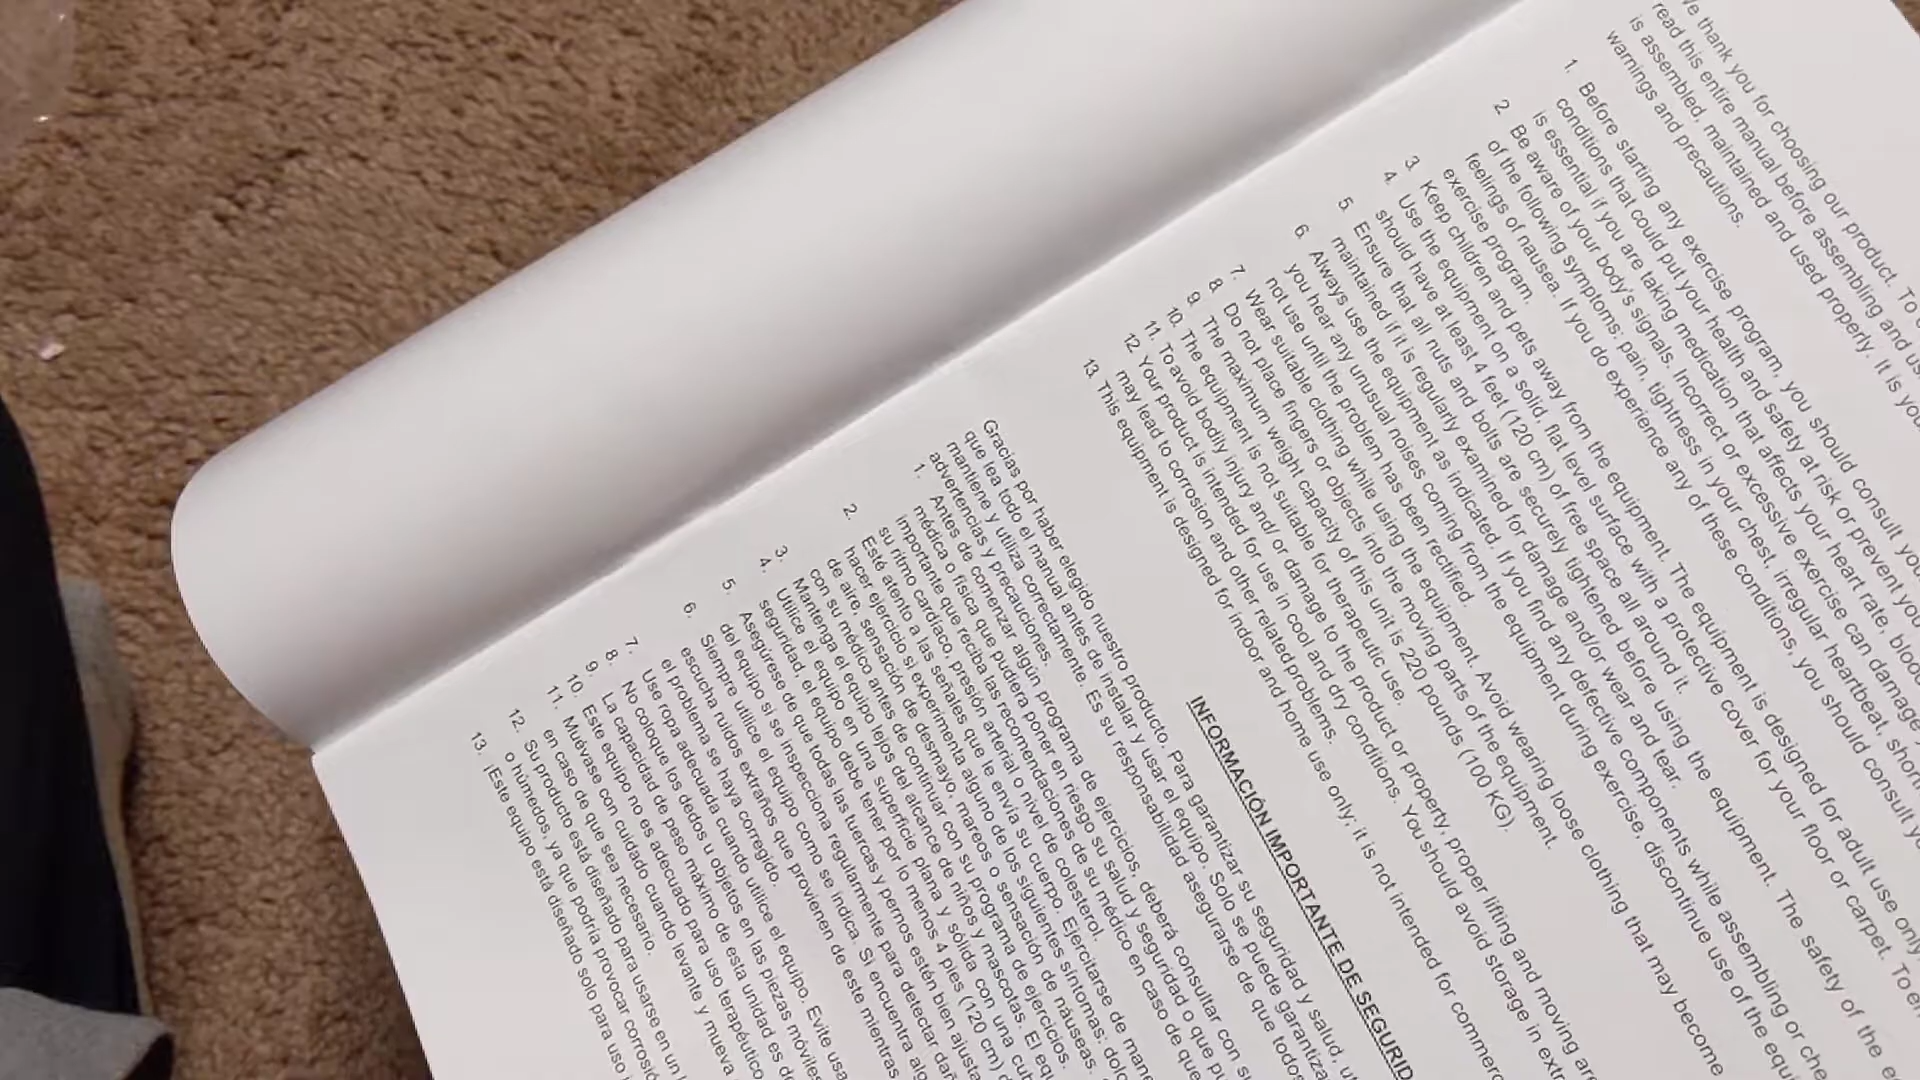 We thank you for choosing our product. To
read this entire manual before assembling and
is assembled, maintained and used properly. It is
warnings and precautions.
1. Before starting any exercise program, you should consult
conditions that could put your health and safety at risk or prevent
is essential if you are taking medication that affects your heart rate, blood
2 Be aware of your body's signals. Incorrect or excessive exercise can damage
of the following symptoms: pain, tightness in your chest, irregular heartbeat,
feelings of nausea. If you do experience any of these conditions, you should consult
exercise program.
3. Keep children and pets away from the equipment. The equipment is designed for adult use only
4. Use the equipment on a solid, flat level surface with a protective cover for your floor or carpet. To
should have at least 4 feet (120 cm) of free space all around it.
5. Ensure that all nuts and bolts are securely tightened before using the equipment. The safety of the
maintained if it is regularly examined for damage and/or wear and tear.
6. Always use the equipment as indicated. If you find any defective components while assembling or
you hear any unusual noises coming from the equipment during exercise, discontinue use of the
not use until the problem has been rectified.
7. Wear suitable clothing while using the equipment. Avoid wearing loose clothing that may become
8. Do not place fingers or objects into the moving parts of the equipment.
9. The maximum weight capacity of this unit is 220 pounds (100 KG).
10. The equipment is not suitable for therapeutic use.
11. To avoid bodily injury and/ or damage to the product or property, proper lifting and moving are
12. Your product is intended for use in cool and dry conditions. You should avoid storage in
may lead to corrosion and other related problems.
13. This equipment is designed for indoor and home use only; it is not intended for
INFORMACIÓN IMPORTANTE DE
Gracias por haber elegido nuestro producto. Para garantizar su seguridad y salud,
que lea todo el manual antes de instalar y usar el equipo. Solo se puede
mantiene y utiliza correctamente. Es su responsabilidad asegurarse de que
advertencias y precauciones.
1. Antes de comenzar algún programa de ejercicios, deberá consultar con
médica o física que pudiera poner en riesgo su salud y seguridad o que
importante que reciba las recomendaciones de su médico en caso de que
su ritmo cardíaco, presión arterial o nivel de colesterol.
2. Esté atento a las señales que le envía su cuerpo. Ejercitarse de
hacer ejercicio si experimenta alguno de los siguientes síntomas:
de aire, sensación de desmayo, mareos o sensación de náuseas.
con su médico antes de continuar con su programa de ejercicios.
3. Mantenga el equipo lejos del alcance de niños y mascotas. El
4. Utilice el equipo en una superficie plana y sólida con una
seguridad, el equipo debe tener por lo menos 4 pies (120 cm)
5. Asegúrese de que todas las tuercas y pernos estén bien
del equipo si se inspecciona regularmente para detectar
6. Siempre utilice el equipo como se indica. Si encuentra
escucha ruidos extraños que provienen de este mientras
el problema se haya corregido.
7. Use ropa adecuada cuando utilice el equipo. Evite
8. No coloque los dedos u objetos en las piezas móviles
9. La capacidad de peso máximo de esta unidad es
10. Este equipo no es adecuado para uso terapéutico
11. Muévase con cuidado cuando levante y mueva
en caso de que sea necesario.
12. Su producto está diseñado para usarse en un
o húmedos, ya que podría provocar
13. ¡Este equipo está diseñado solo para uso